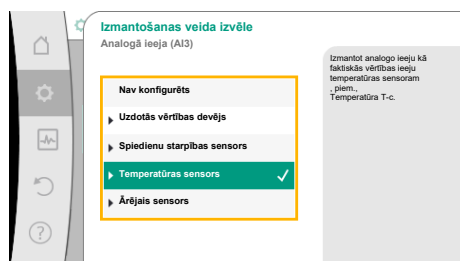 Izmantošanas veida izvēle
Analogā ieeja (AI3)
Nav konfigurēts
Uzdotās vērtības devējs
Spiedienu starpības sensors
Temperatūras sensors
Ārējais sensors
Izmantot analogo ieeju kā
faktiskās vērtības ieeju
temperatūras sensoram
, piem.,
Temperatūra T-c.